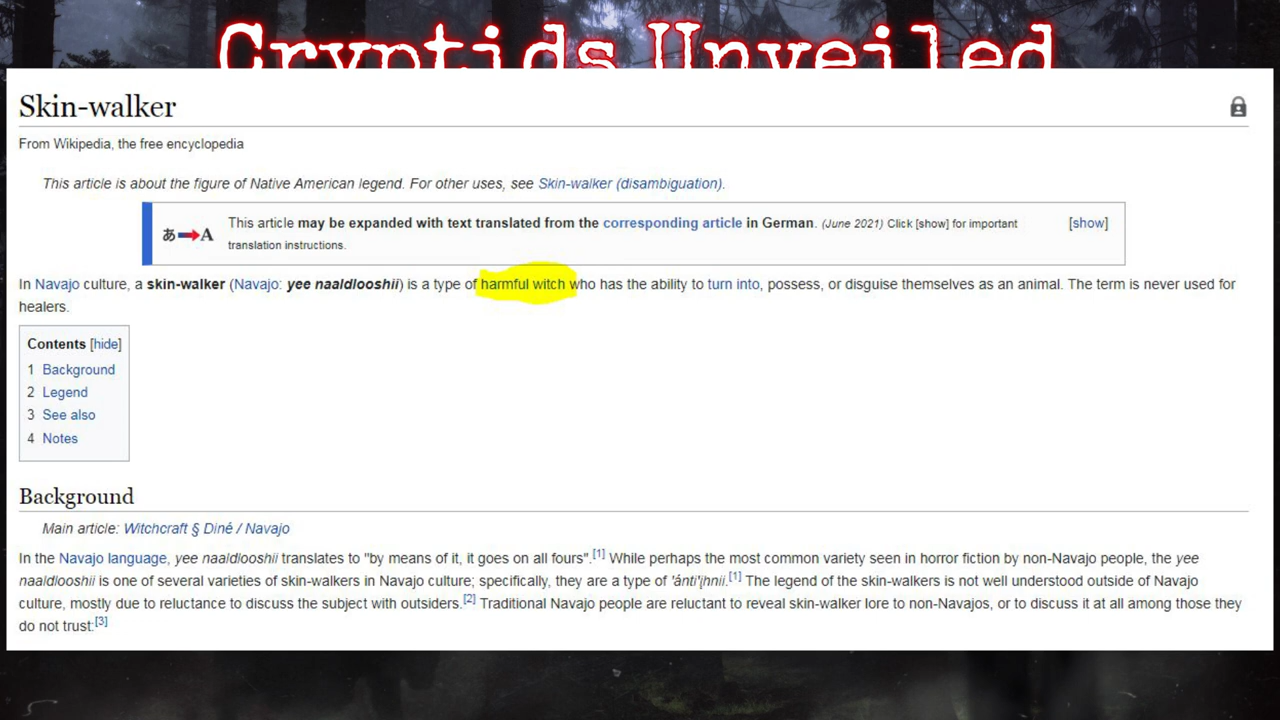 Cryptids Unveiled
Skin-walker
From Wikipedia, the free encyclopedia
This article is about the figure of Native American legend. For other uses, see Skin-walker (disambiguation).
This article may be expanded with text translated from the corresponding article in German. (June 2021) Click [show] for important [show]
あ A
translation instructions.
In Navajo culture, a skin-walker (Navajo: yee naaldlooshii) is a type of harmful witch who has the ability to turn into, possess, or disguise themselves as an animal. The term is never used for
healers.
Contents [hide]
1 Background
2 Legend
3 See also
4 Notes
Background
Main article: Witchcraft § Diné / Navajo
In the Navajo language, yee naaldlooshii translates to "by means of it, it goes on all fours".[1] While perhaps the most common variety seen in horror fiction by non-Navajo people, the yee
naaldlooshii is one of several varieties of skin-walkers in Navajo culture; specifically, they are a type of 'ánti'įhnii.[1] The legend of the skin-walkers is not well understood outside of Navajo
culture, mostly due to reluctance to discuss the subject with outsiders.[2] Traditional Navajo people are reluctant to reveal skin-walker lore to non-Navajos, or to discuss it at all among those they
do not trust:[3]